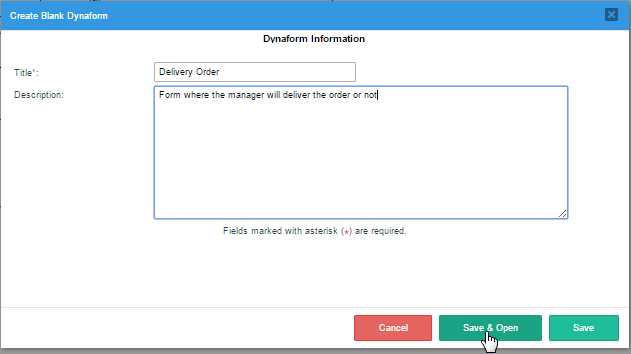 Create Blank Dynaform
Dynaform Information
Title*:
Delivery Order
Description:
Form where the manager will deliver the order or not
Fields marked with asterisk (*) are required.
Cancel
Save & Open
Save